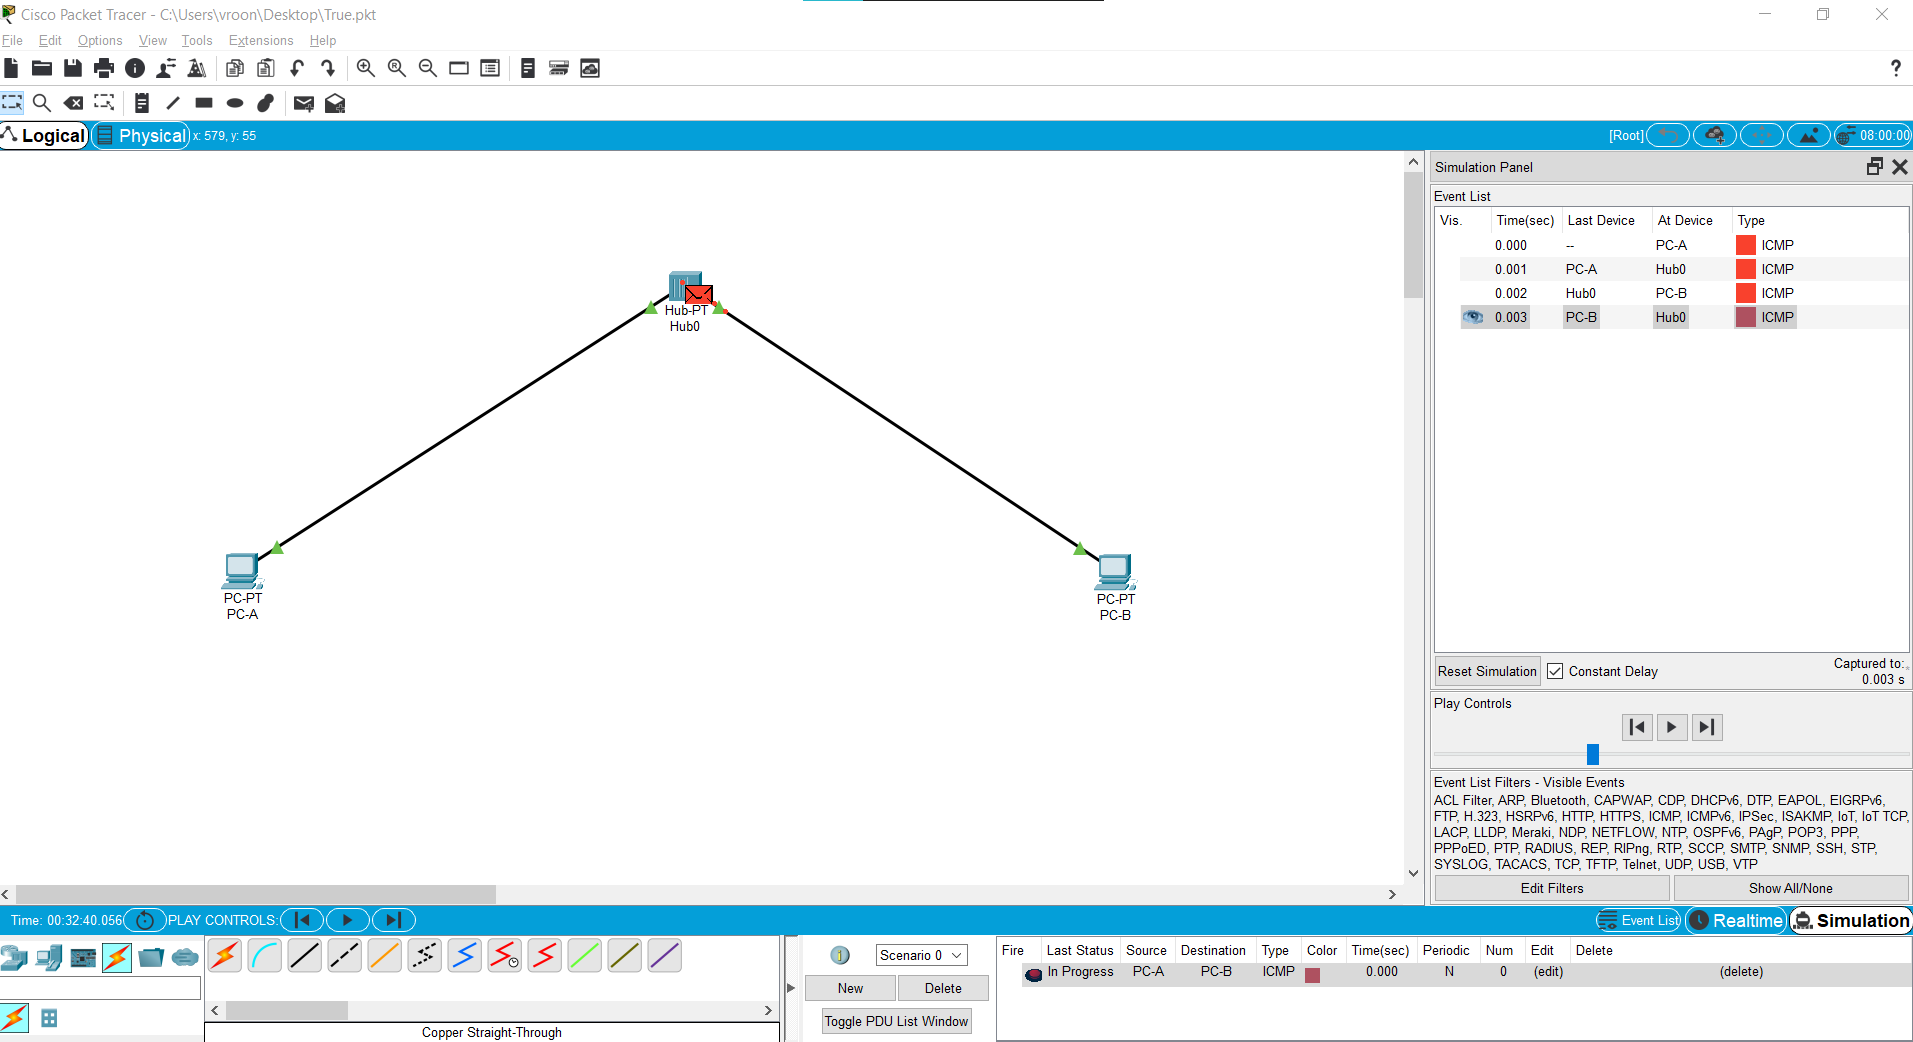 Cisco Packet Tracer - C:\Users\vroon\Desktop\True.pkt
File Edit Options View Tools Extensions Help
?
Logical Physical x: 579, y: 55 [Root] 08:00:00
Simulation Panel
Event List
Vis. Time(sec) Last Device At Device Type
0.000 -- PC-A ICMP
0.001 PC-A Hub0 ICMP
0.002 Hub0 PC-B ICMP
0.003 PC-B Hub0 ICMP
Hub-PT
Hub0
PC-PT
PC-A
PC-PT
PC-B
Reset Simulation Constant Delay Captured to:
0.003 s
Play Controls
Event List Filters - Visible Events
ACL Filter, ARP, Bluetooth, CAPWAP, CDP, DHCPv6, DTP, EAPOL, EIGRPv6,
FTP, H.323, HSRPv6, HTTP, HTTPS, ICMP, ICMPv6, IPSec, ISAKMP, IoT, IoT TCP,
LACP, LLDP, Meraki, NDP, NETFLOW, NTP, OSPFv6, PAgP, POP3, PPP,
PPPoED, PTP, RADIUS, REP, RIPng, RTP, SCCP, SMTP, SNMP, SSH, STP,
SYSLOG, TACACS, TCP, TFTP, Telnet, UDP, USB, VTP
Edit Filters Show All/None
Time: 00:32:40.056 PLAY CONTROLS: Event List Realtime Simulation
Scenario 0
New Delete
Toggle PDU List Window
Fire Last Status Source Destination Type Color Time(sec) Periodic Num Edit Delete
In Progress PC-A PC-B ICMP 0.000 N 0 (edit) (delete)
Copper Straight-Through